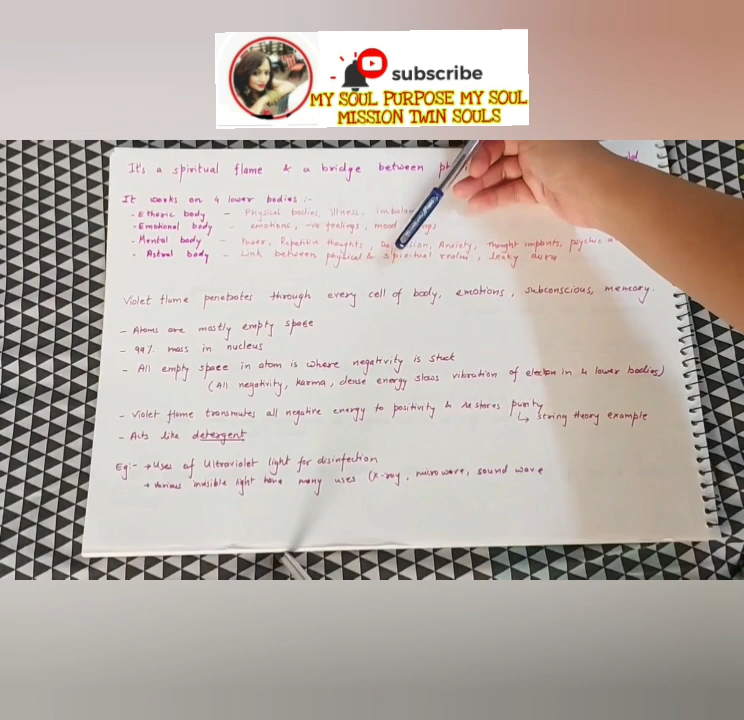 subscribe
MY SOUL PURPOSE MY SOUL
MISSION TWIN SOULS
It's a spiritual flame & a bridge between
It works on 4 lower bodies :-
- Etheric body - Physical bodies, illness,
- Emotional body - emotions, -ve feelings, mood
- Mental body - Power, Repetitive thoughts, Anxiety, Thought implants, psychic
- Astral body - Link between physical & spiritual realm, leaky aura
Violet flame penetrates through every cell of body, emotions, subconscious, memory.
- Atoms are mostly empty space
- 99% mass in nucleus
- All empty space in atom is where negativity is stuck
(All negativity, karma, dense energy slows vibration of electon in 4 lower bodies)
- Violet flame transmutes all negative energy to positivity & restores purity
↳ string theory example
- Acts like detergent
Eg:- → Uses of Ultraviolet light for disinfection
→ Various invisible light have many uses (X-ray, microwave, sound wave